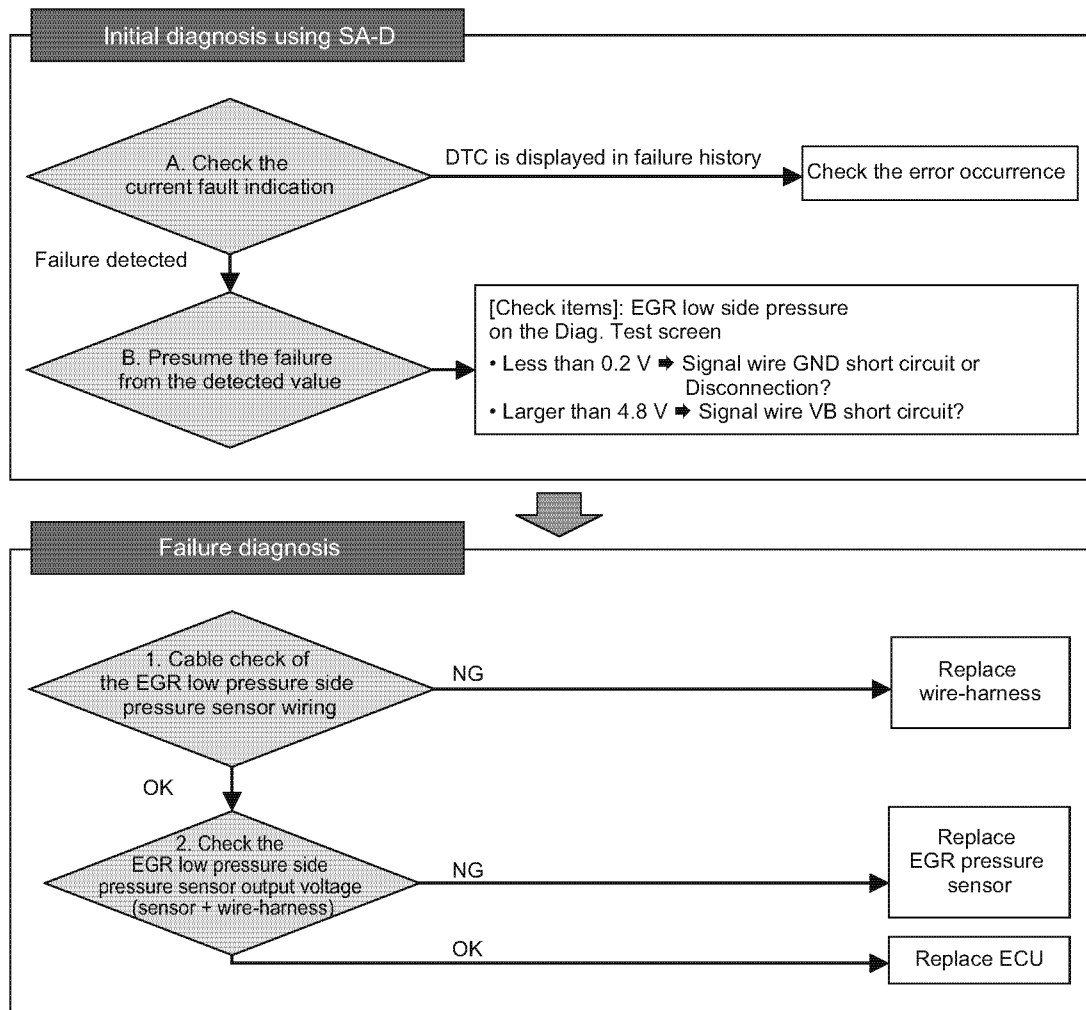 Initial diagnosis using SA-D
A. Check the
current fault indication
DTC is displayed in failure history
Check the error occurrence
Failure detected
B. Presume the failure
from the detected value
[Check items]: EGR low side pressure
on the Diag. Test screen
• Less than 0.2 V ➡ Signal wire GND short circuit or
Disconnection?
• Larger than 4.8 V ➡ Signal wire VB short circuit?
Failure diagnosis
1. Cable check of
the EGR low pressure side
pressure sensor wiring
NG
Replace
wire-harness
OK
2. Check the
EGR low pressure side
pressure sensor output voltage
(sensor + wire-harness)
NG
Replace
EGR pressure
sensor
OK
Replace ECU